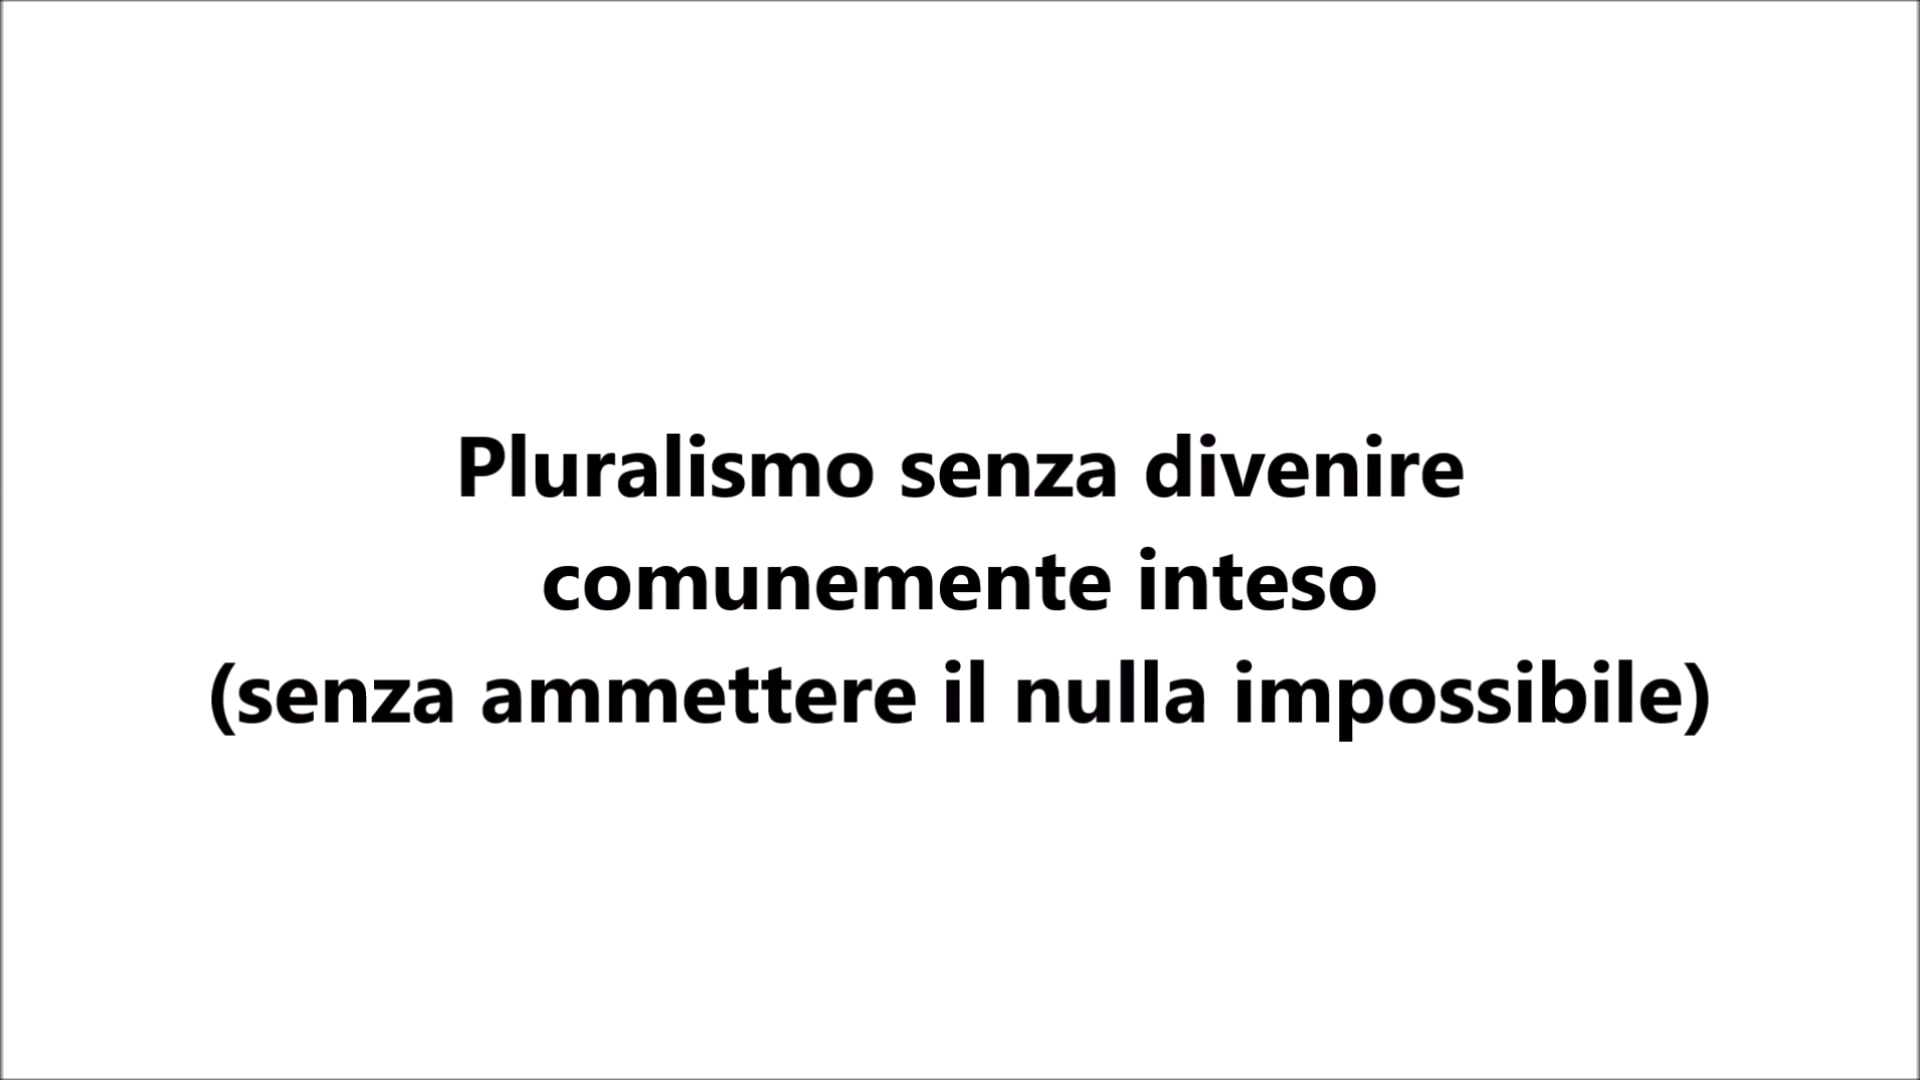 Pluralismo senza divenire
comunemente inteso
(senza ammettere il nulla impossibile)